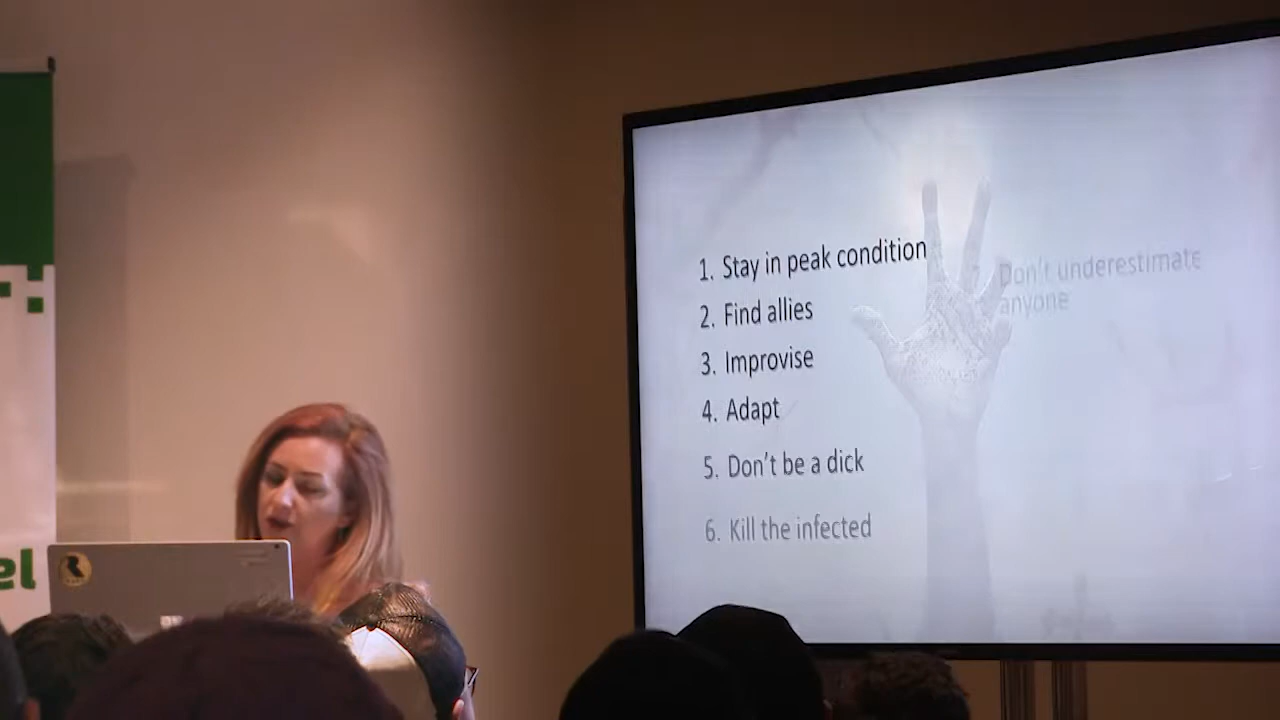 1. Stay in peak condition
2. Find allies
3. Improvise
4. Adapt
5. Don't be a dick
6. Kill the infected
Don't underestimate
anyone
el